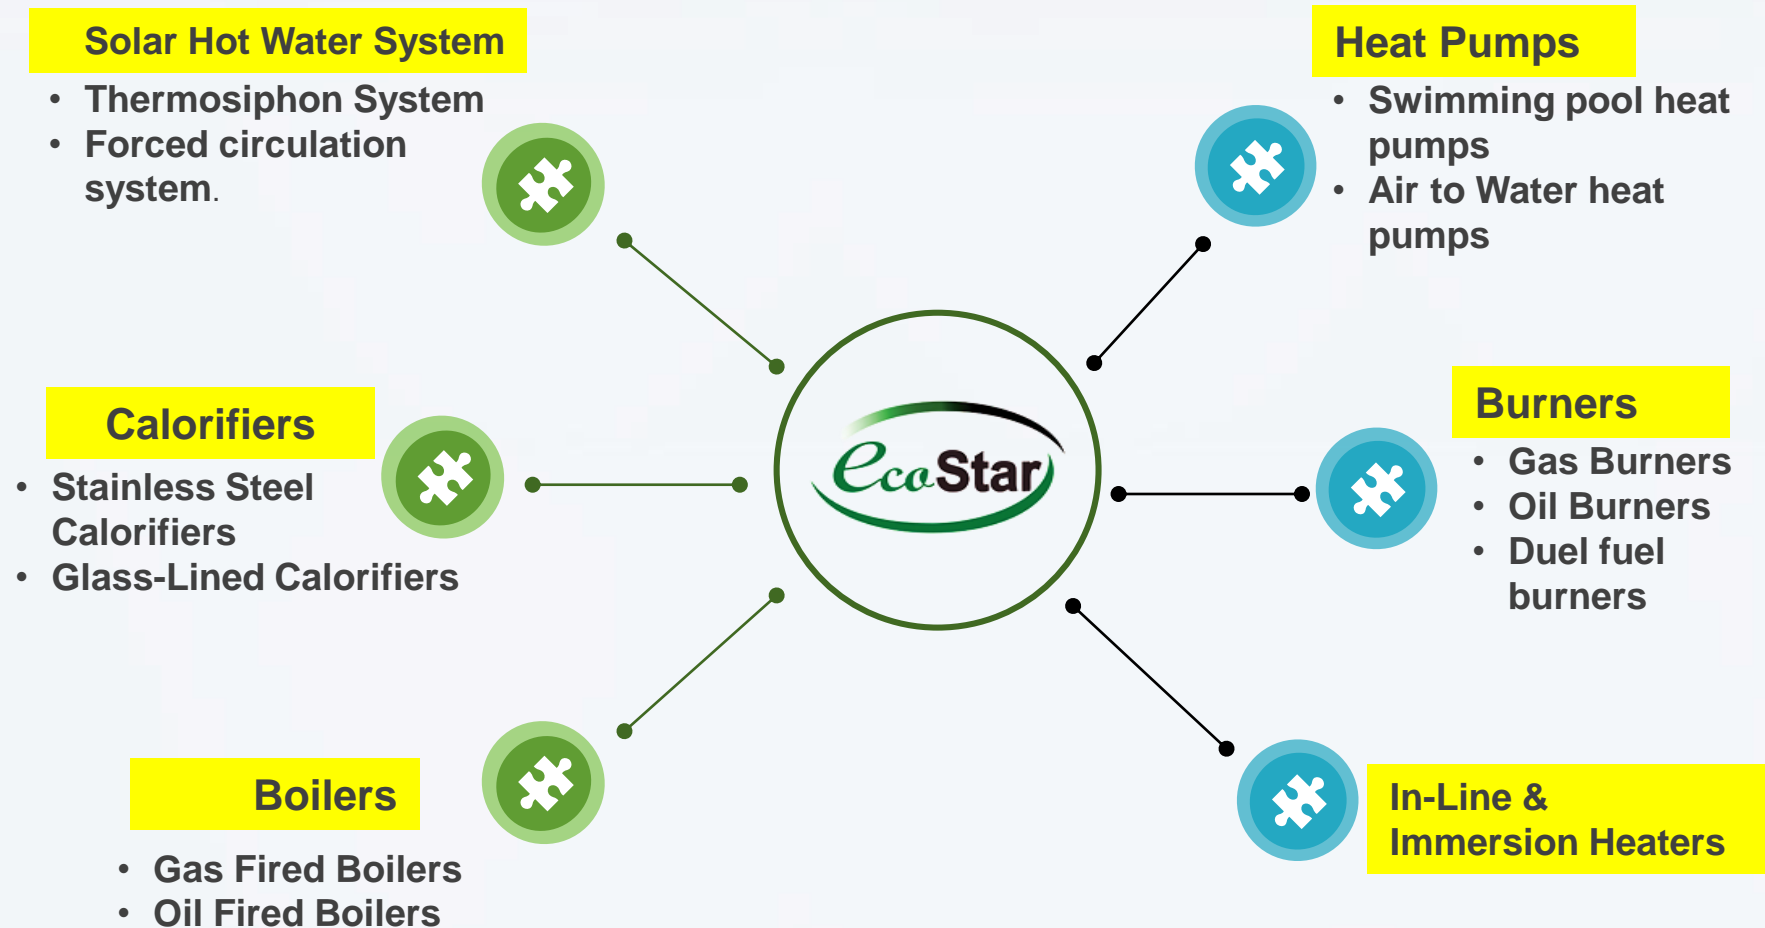 Solar Hot Water System
• Thermosiphon System
• Forced circulation
system.
Calorifiers
• Stainless Steel
Calorifiers
• Glass-Lined Calorifiers
Boilers
• Gas Fired Boilers
• Oil Fired Boilers
ecoStar
Heat Pumps
• Swimming pool heat
pumps
• Air to Water heat
pumps
Burners
• Gas Burners
• Oil Burners
• Duel fuel
burners
In-Line &
Immersion Heaters